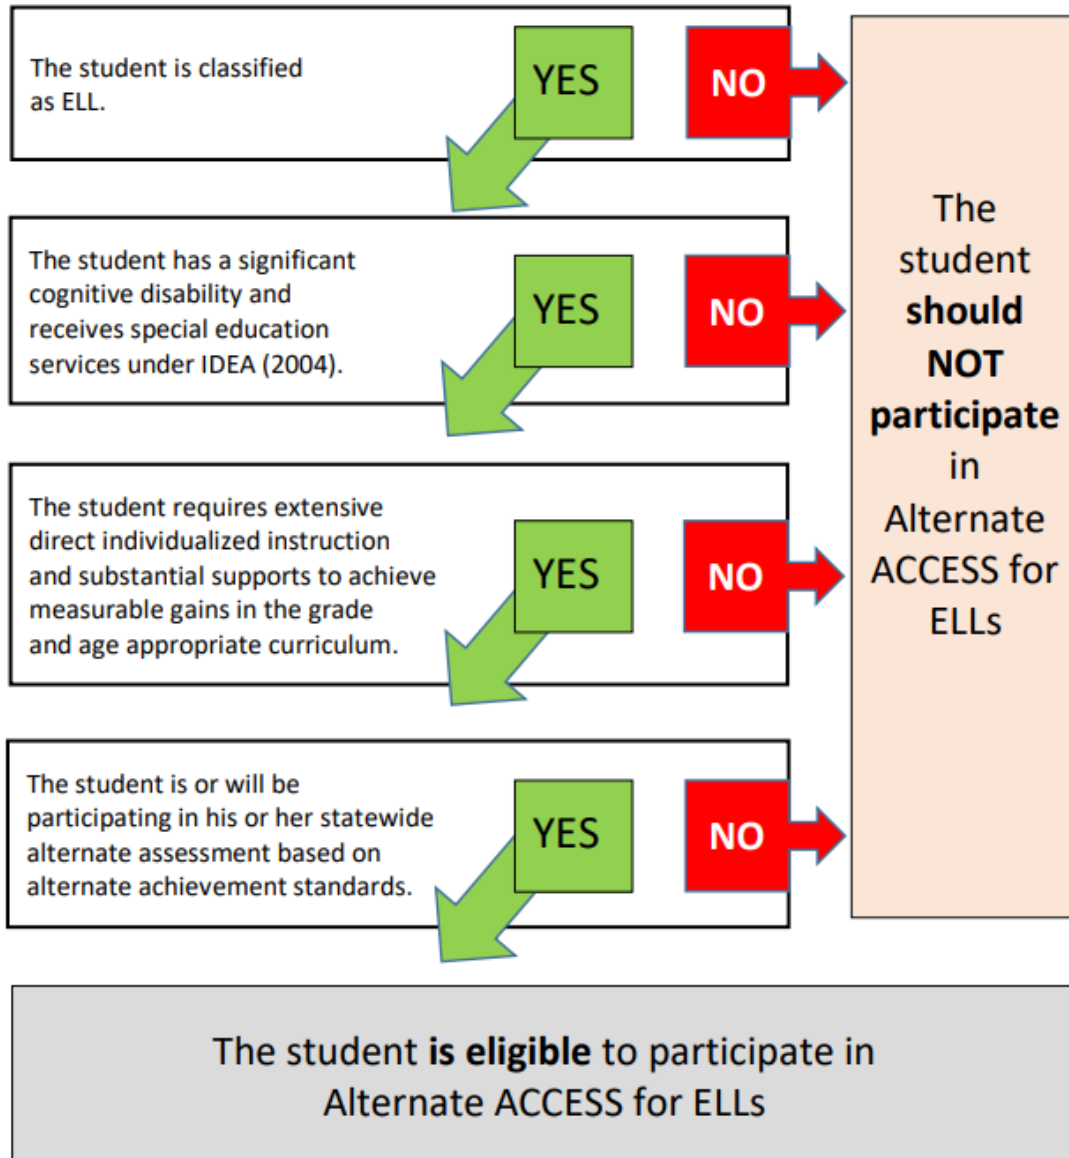 The student is classified
as ELL.
YES
NO
The student has a significant
cognitive disability and
receives special education
services under IDEA (2004).
YES
NO
The student requires extensive
direct individualized instruction
and substantial supports to achieve
measurable gains in the grade
and age appropriate curriculum.
YES
NO
The student is or will be
participating in his or her statewide
alternate assessment based on
alternate achievement standards.
YES
NO
The
student
should
NOT
participate
in
Alternate
ACCESS for
ELLs
The student is eligible to participate in
Alternate ACCESS for ELLs